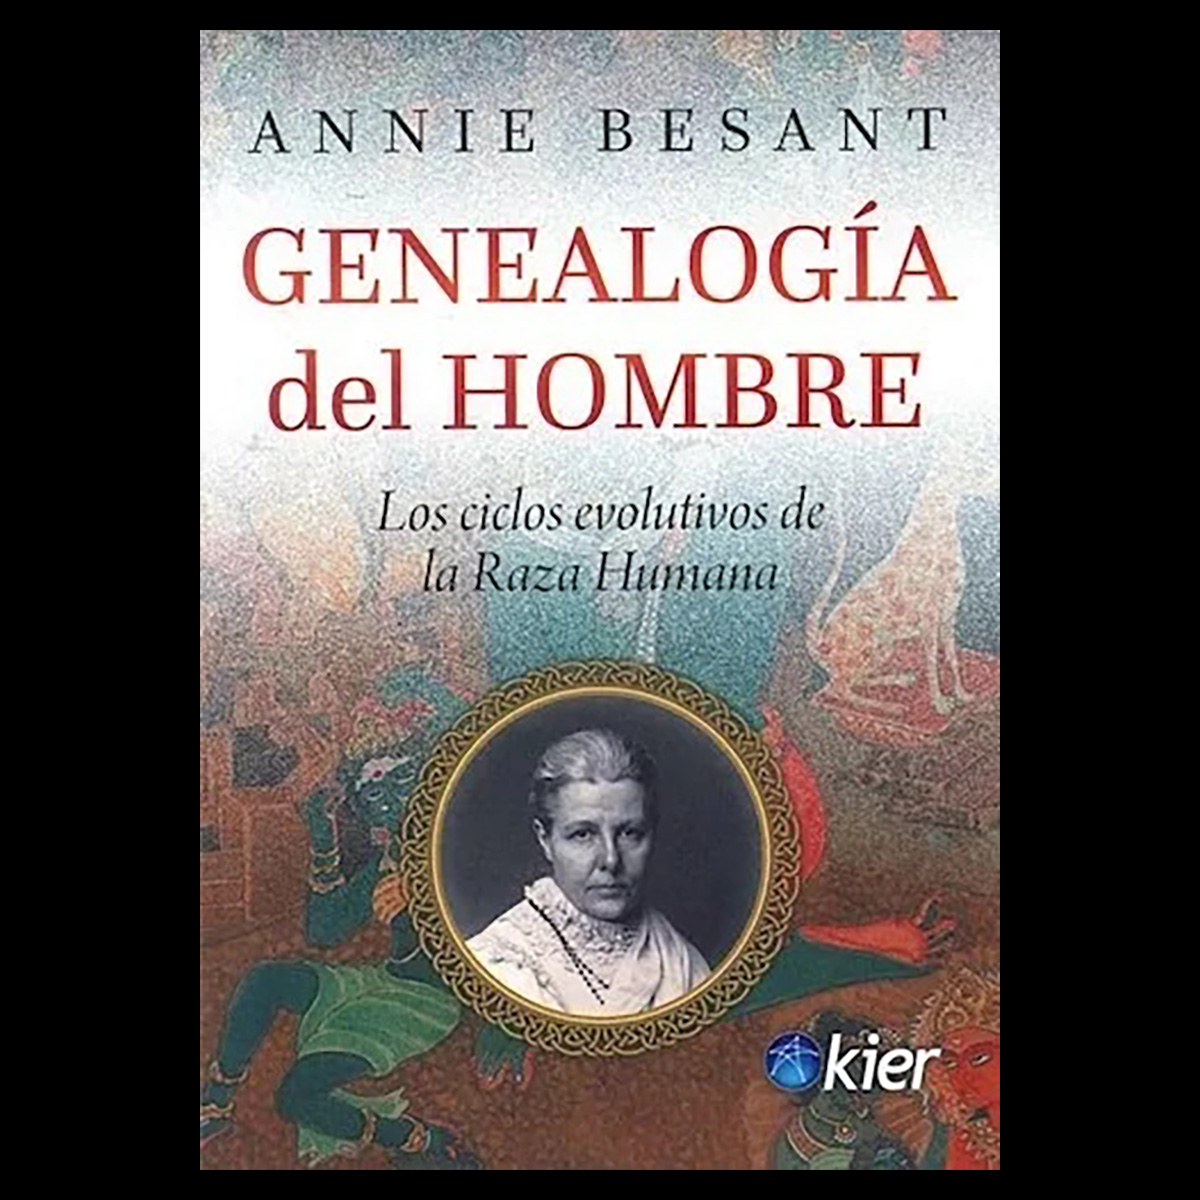 ANNIE BESANT
GENEALOGÍA
del HOMBRE
Los ciclos evolutivos de
la Raza Humana
kier